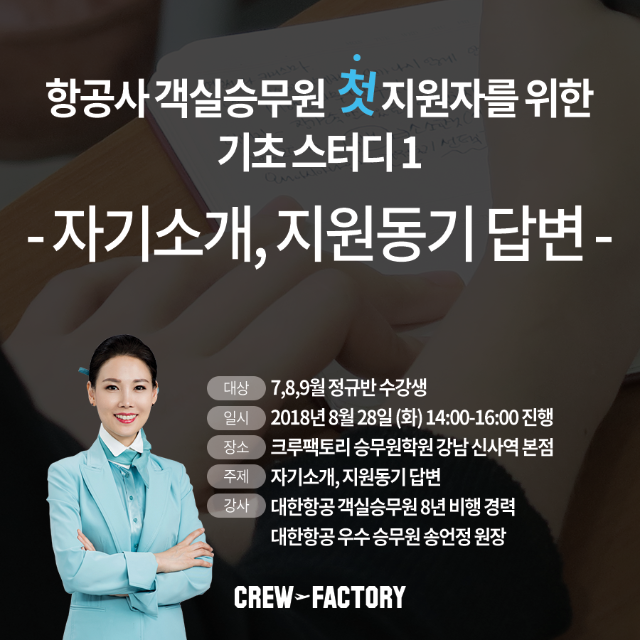 항공사 객실승무원 첫 지원자를 위한
기초 스터디 1
- 자기소개, 지원동기 답변 -
대상 7,8,9월 정규반 수강생
일시 2018년 8월 28일 (화) 14:00-16:00 진행
장소 크루팩토리 승무원학원 강남 신사역 본점
주제 자기소개, 지원동기 답변
강사 대한항공 객실승무원 8년 비행 경력
대한항공 우수 승무원 송언정 원장
CREW FACTORY